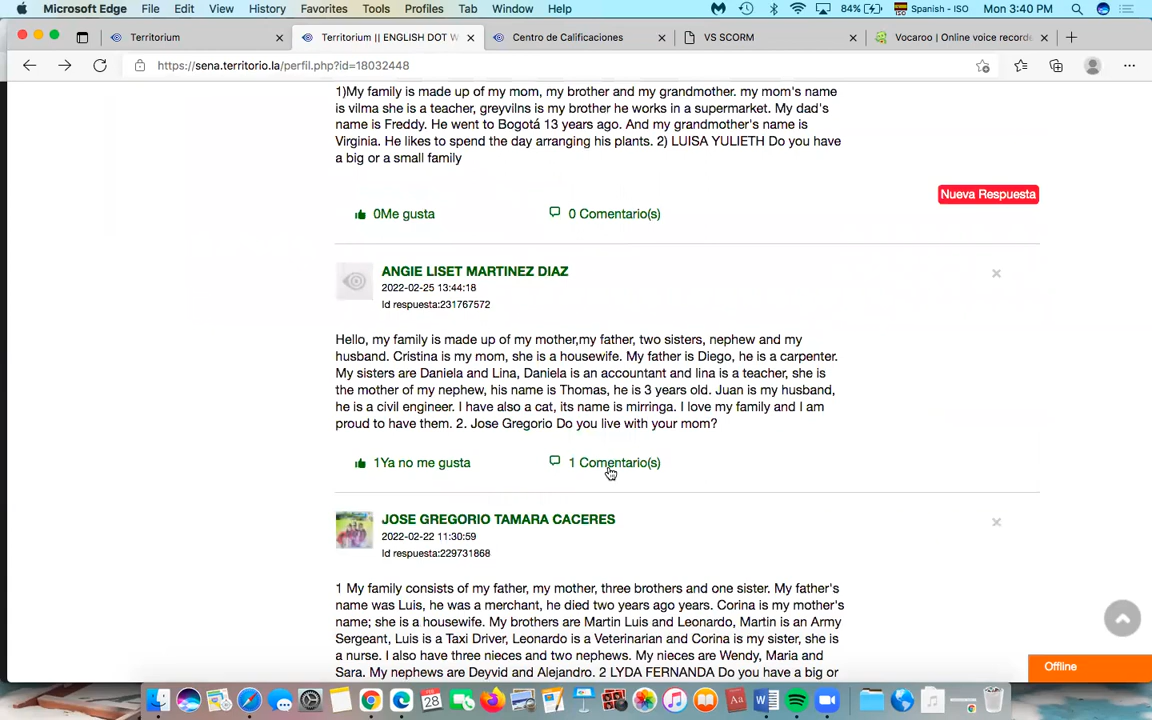 Microsoft Edge File Edit View History Favorites Tools Profiles Tab Window Help 84% Spanish - ISO Mon 3:40 PM
Territorium Territorium || ENGLISH DOT W Centro de Calificaciones VS SCORM Vocaroo | Online voice recorde
https://sena.territorio.la/perfil.php?id=18032448
1)My family is made up of my mom, my brother and my grandmother. my mom's name
is vilma she is a teacher, greyvilns is my brother he works in a supermarket. My dad's
name is Freddy. He went to Bogotá 13 years ago. And my grandmother's name is
Virginia. He likes to spend the day arranging his plants. 2) LUISA YULIETH Do you have
a big or a small family
Nueva Respuesta
0Me gusta 0 Comentario(s)
ANGIE LISET MARTINEZ DIAZ
2022-02-25 13:44:18
Id respuesta:231767572
Hello, my family is made up of my mother,my father, two sisters, nephew and my
husband. Cristina is my mom, she is a housewife. My father is Diego, he is a carpenter.
My sisters are Daniela and Lina, Daniela is an accountant and lina is a teacher, she is
the mother of my nephew, his name is Thomas, he is 3 years old. Juan is my husband,
he is a civil engineer. I have also a cat, its name is mirringa. I love my family and I am
proud to have them. 2. Jose Gregorio Do you live with your mom?
1Ya no me gusta 1 Comentario(s)
JOSE GREGORIO TAMARA CACERES
2022-02-22 11:30:59
Id respuesta:229731868
1 My family consists of my father, my mother, three brothers and one sister. My father's
name was Luis, he was a merchant, he died two years ago years. Corina is my mother's
name; she is a housewife. My brothers are Martin Luis and Leonardo, Martin is an Army
Sergeant, Luis is a Taxi Driver, Leonardo is a Veterinarian and Corina is my sister, she is
a nurse. I also have three nieces and two nephews. My nieces are Wendy, Maria and
Sara. My nephews are Deyvid and Alejandro. 2 LYDA FERNANDA Do you have a big or
Offline